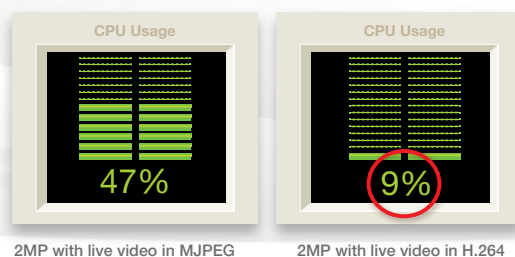 CPU Usage
47%
2MP with live video in MJPEG
CPU Usage
9%
2MP with live video in H.264